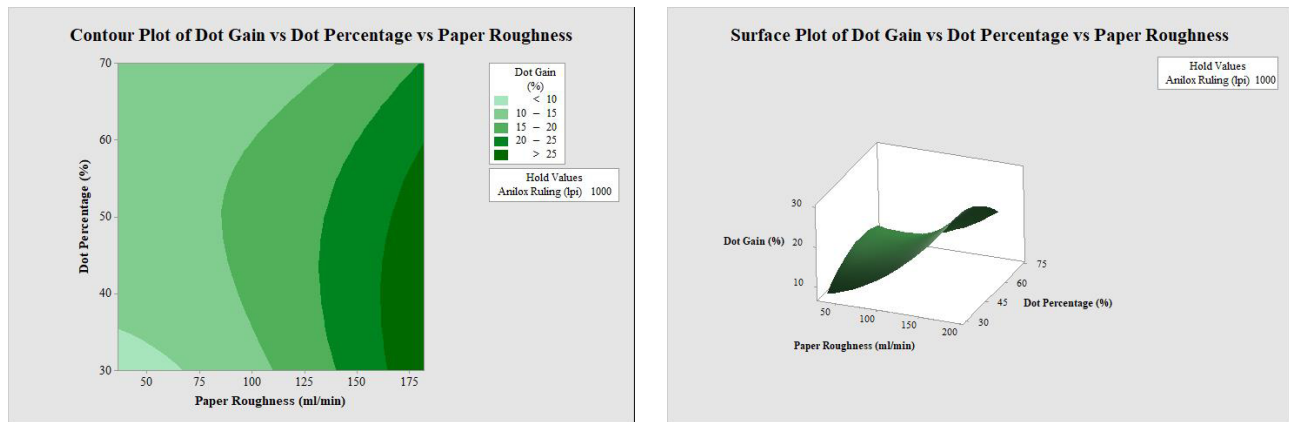 Contour Plot of Dot Gain vs Dot Percentage vs Paper Roughness
70
60
50
40
30
Dot Percentage (%)
50
75
100
125
150
175
Paper Roughness (ml/min)
Dot Gain
(%)
< 10
10 – 15
15 – 20
20 – 25
> 25
Hold Values
Anilox Ruling (lpi) 1000
Surface Plot of Dot Gain vs Dot Percentage vs Paper Roughness
Hold Values
Anilox Ruling (lpi) 1000
30
20
10
Dot Gain (%)
50
100
150
200
Paper Roughness (ml/min)
75
60
45
30
Dot Percentage (%)